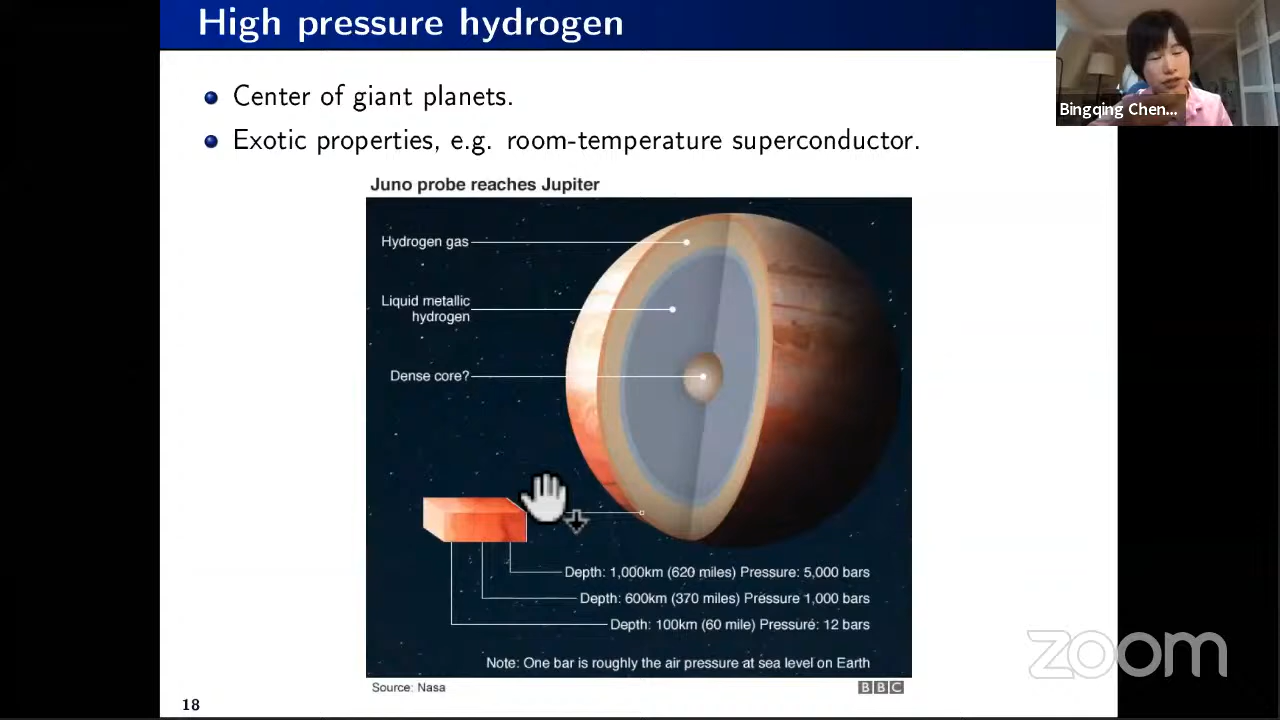 High pressure hydrogen
Center of giant planets.
Exotic properties, e.g. room-temperature superconductor.
Bingqing Chen...
Juno probe reaches Jupiter
Hydrogen gas
Liquid metallic
hydrogen
Dense core?
Depth: 1,000km (620 miles) Pressure: 5,000 bars
Depth: 600km (370 miles) Pressure 1,000 bars
Depth: 100km (60 mile) Pressure: 12 bars
Note: One bar is roughly the air pressure at sea level on Earth
Source: Nasa
BBC
zoom
18